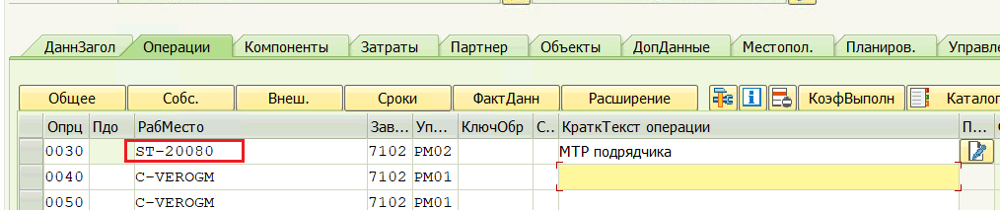 ДаннЗагол Операции Компоненты Затраты Партнер Объекты ДопДанные Местопол. Планиров. Управле
Общее Собс. Внеш. Сроки ФактДанн Расширение КоэфВыполн Каталог
Опрц Пдо РабМесто Зав... Уп... КлючОбр С.. КраткТекст операции П...
0030 ST-20080 7102 PM02 МТР подрядчика
0040 C-VEROGM 7102 PM01
0050 C-VEROGM 7102 PM01